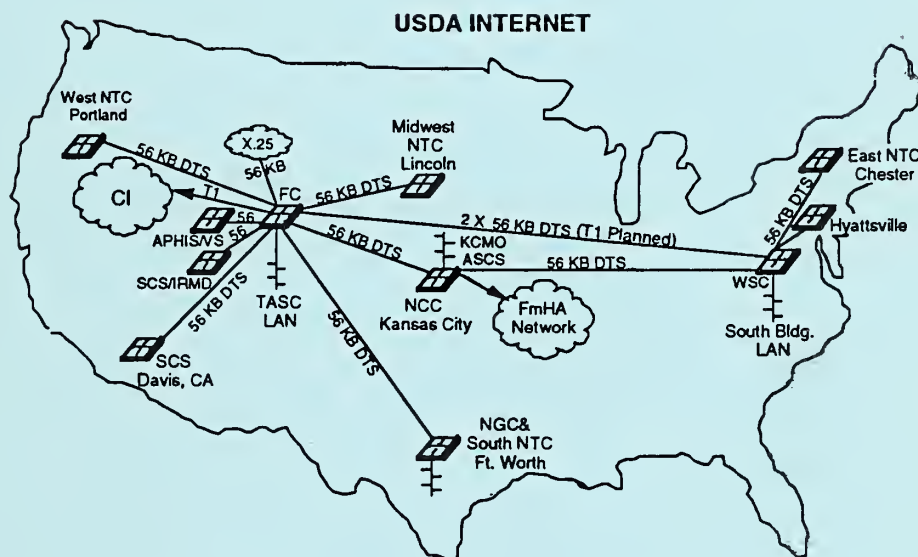 USDA INTERNET
West NTC
Portland
X.25
Midwest
NTC
Lincoln
East NTC
Chester
56 KB DTS
56 KB
56 KB DTS
CI
T1
FC
56 KB DTS
Hyattsville
APHIS/VS
56
56
2 X 56 KB DTS (T1 Planned)
SCS/IRMD
56 KB DTS
KCMO
ASCS
56 KB DTS
WSC
TASC
LAN
NCC
Kansas City
FmHA
Network
South Bldg.
LAN
56 KB DTS
56 KB DTS
SCS
Davis, CA
NGC&
South NTC
Ft. Worth